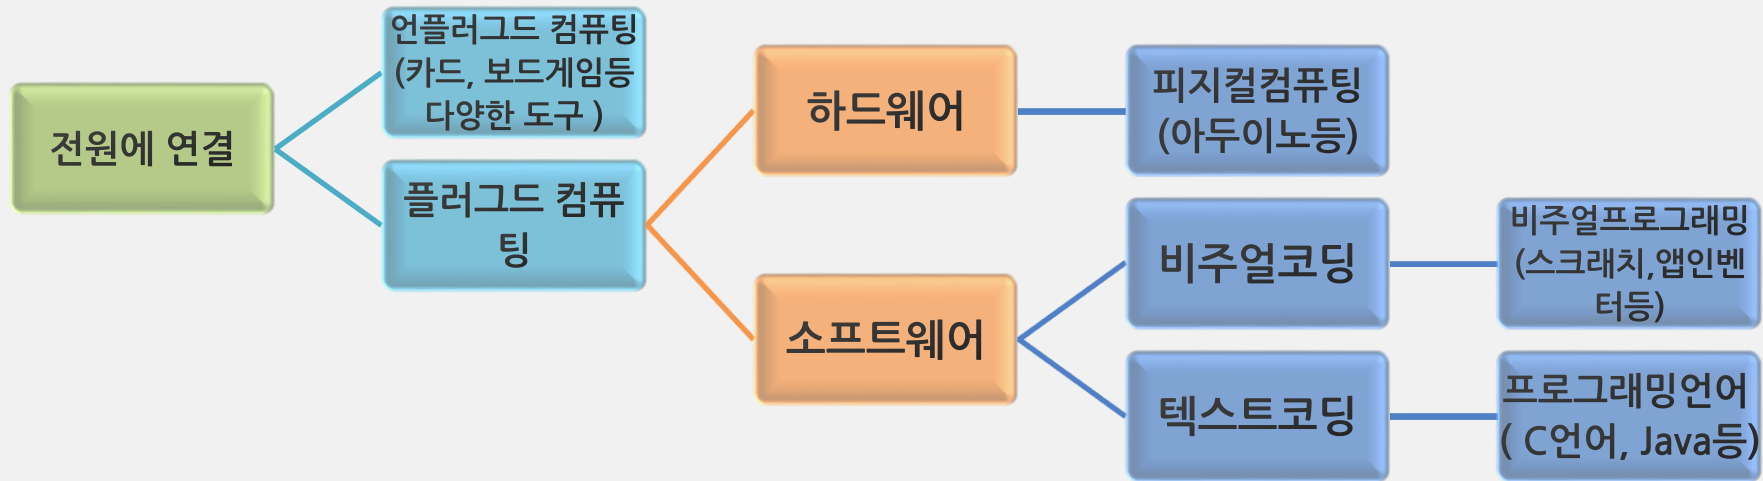 전원에 연결
언플러그드 컴퓨팅
(카드, 보드게임등
다양한 도구 )
플러그드 컴퓨
팅
하드웨어
피지컬컴퓨팅
(아두이노등)
소프트웨어
비주얼코딩
비주얼프로그래밍
(스크래치,앱인벤
터등)
텍스트코딩
프로그래밍언어
( C언어, Java등)